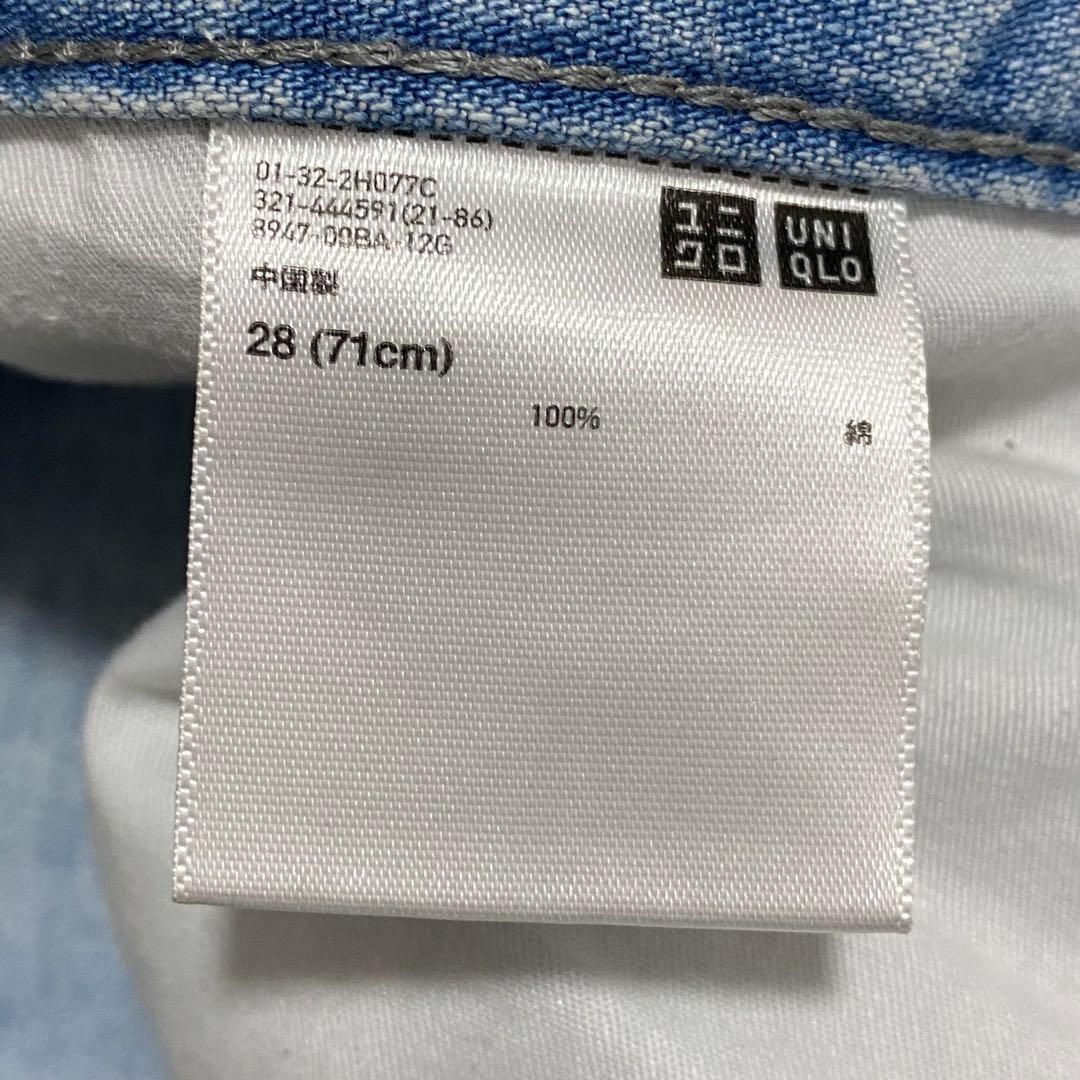 01-32-2H077C
321-444591(21-86)
8947-09BA-12G
中国製
28 (71cm)
100% 綿
ユニ
クロ
UNI
QLO